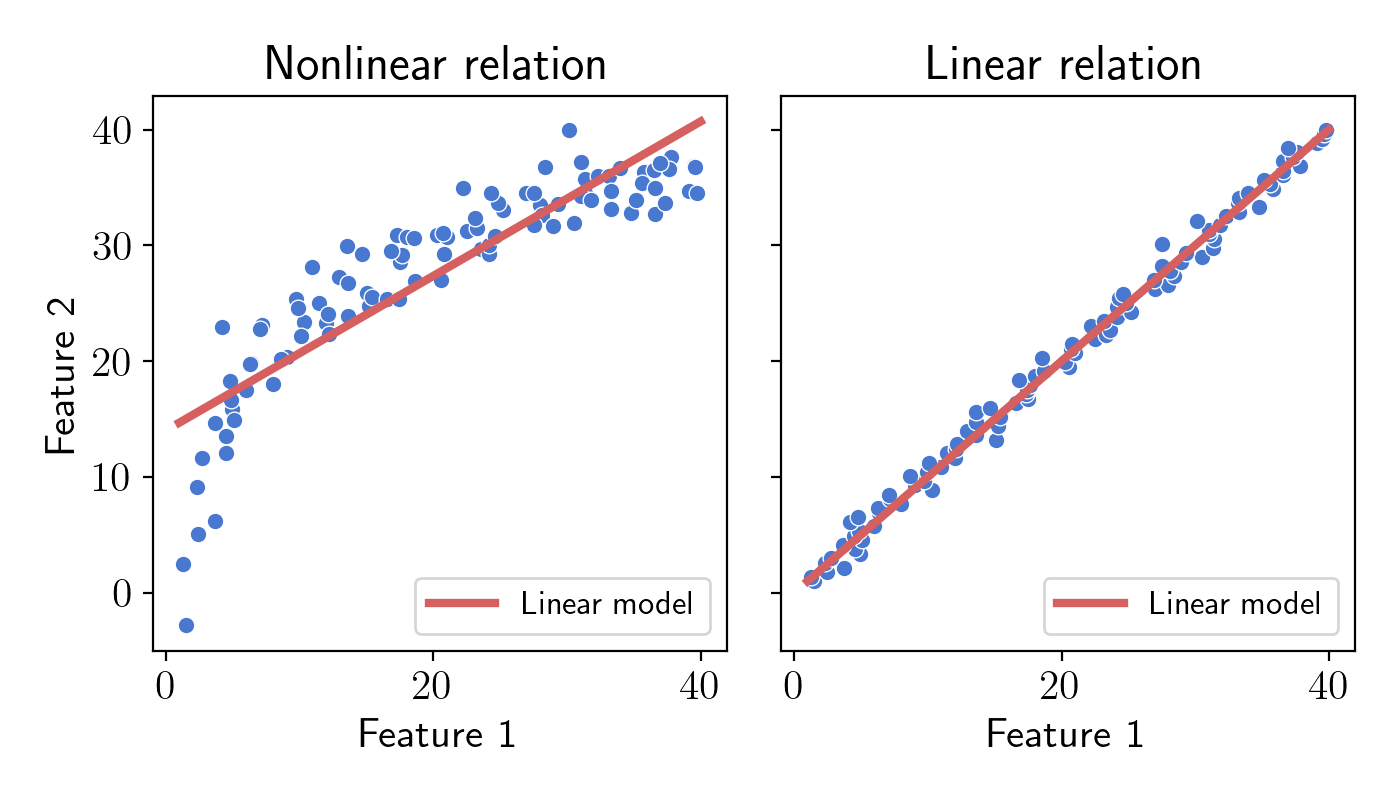 Nonlinear relation
40
30
20
10
0
Feature 2
Linear model
0 20 40
Feature 1
Linear relation
Linear model
0 20 40
Feature 1